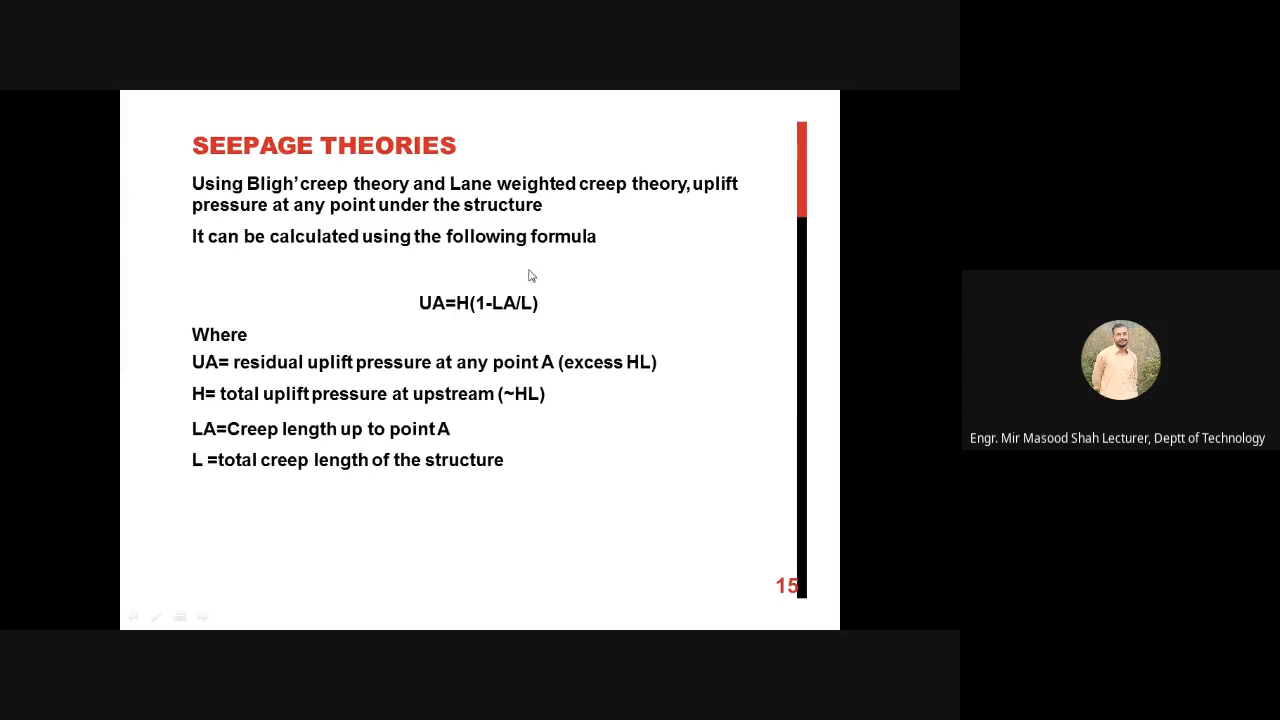 SEEPAGE THEORIES
Using Bligh' creep theory and Lane weighted creep theory, uplift
pressure at any point under the structure
It can be calculated using the following formula
UA=H(1-LA/L)
Where
UA= residual uplift pressure at any point A (excess HL)
H= total uplift pressure at upstream (~HL)
LA=Creep length up to point A
L =total creep length of the structure
15
Engr. Mir Masood Shah Lecturer, Deptt of Technology